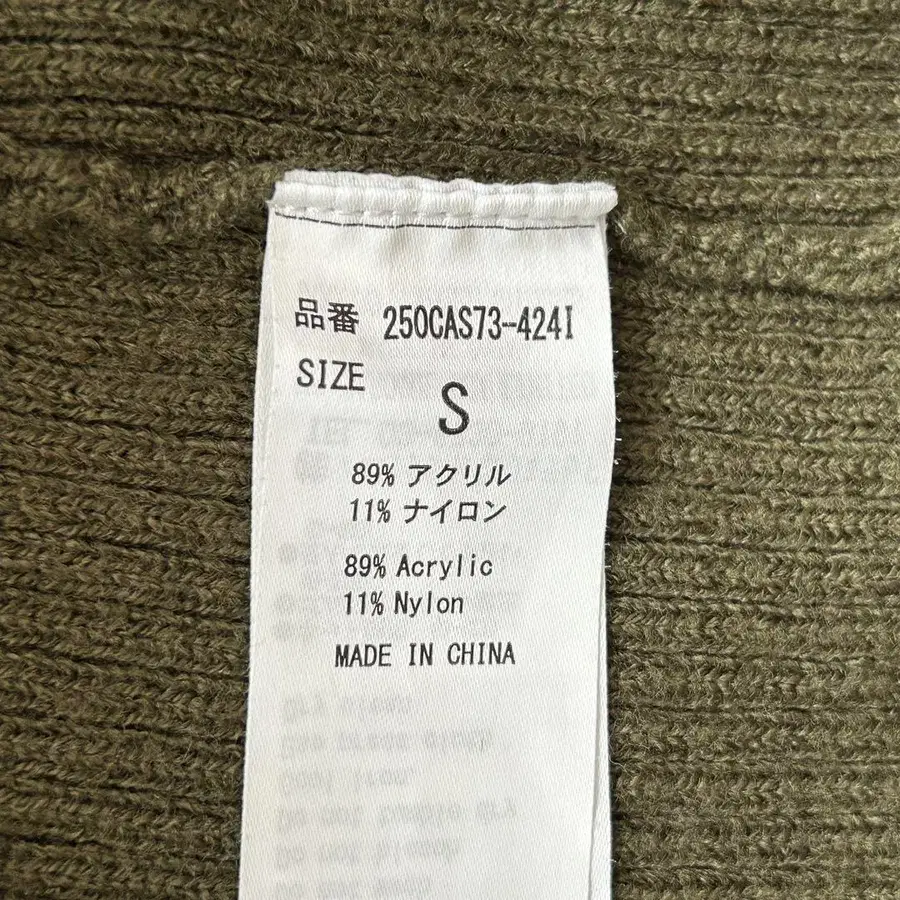 品番 250CAS73-424I
SIZE
S
89% アクリル
11% ナイロン
89% Acrylic
11% Nylon
MADE IN CHINA